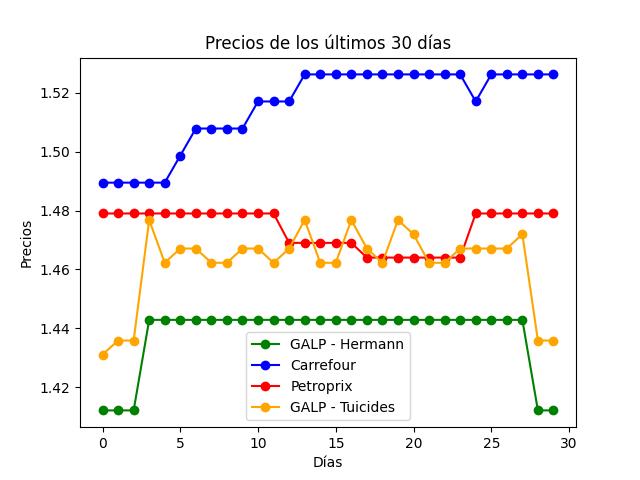 Precios de los últimos 30 días
Precios
1.52
1.50
1.48
1.46
1.44
1.42
GALP - Hermann
Carrefour
Petroprix
GALP - Tuicides
0 5 10 15 20 25 30
Días